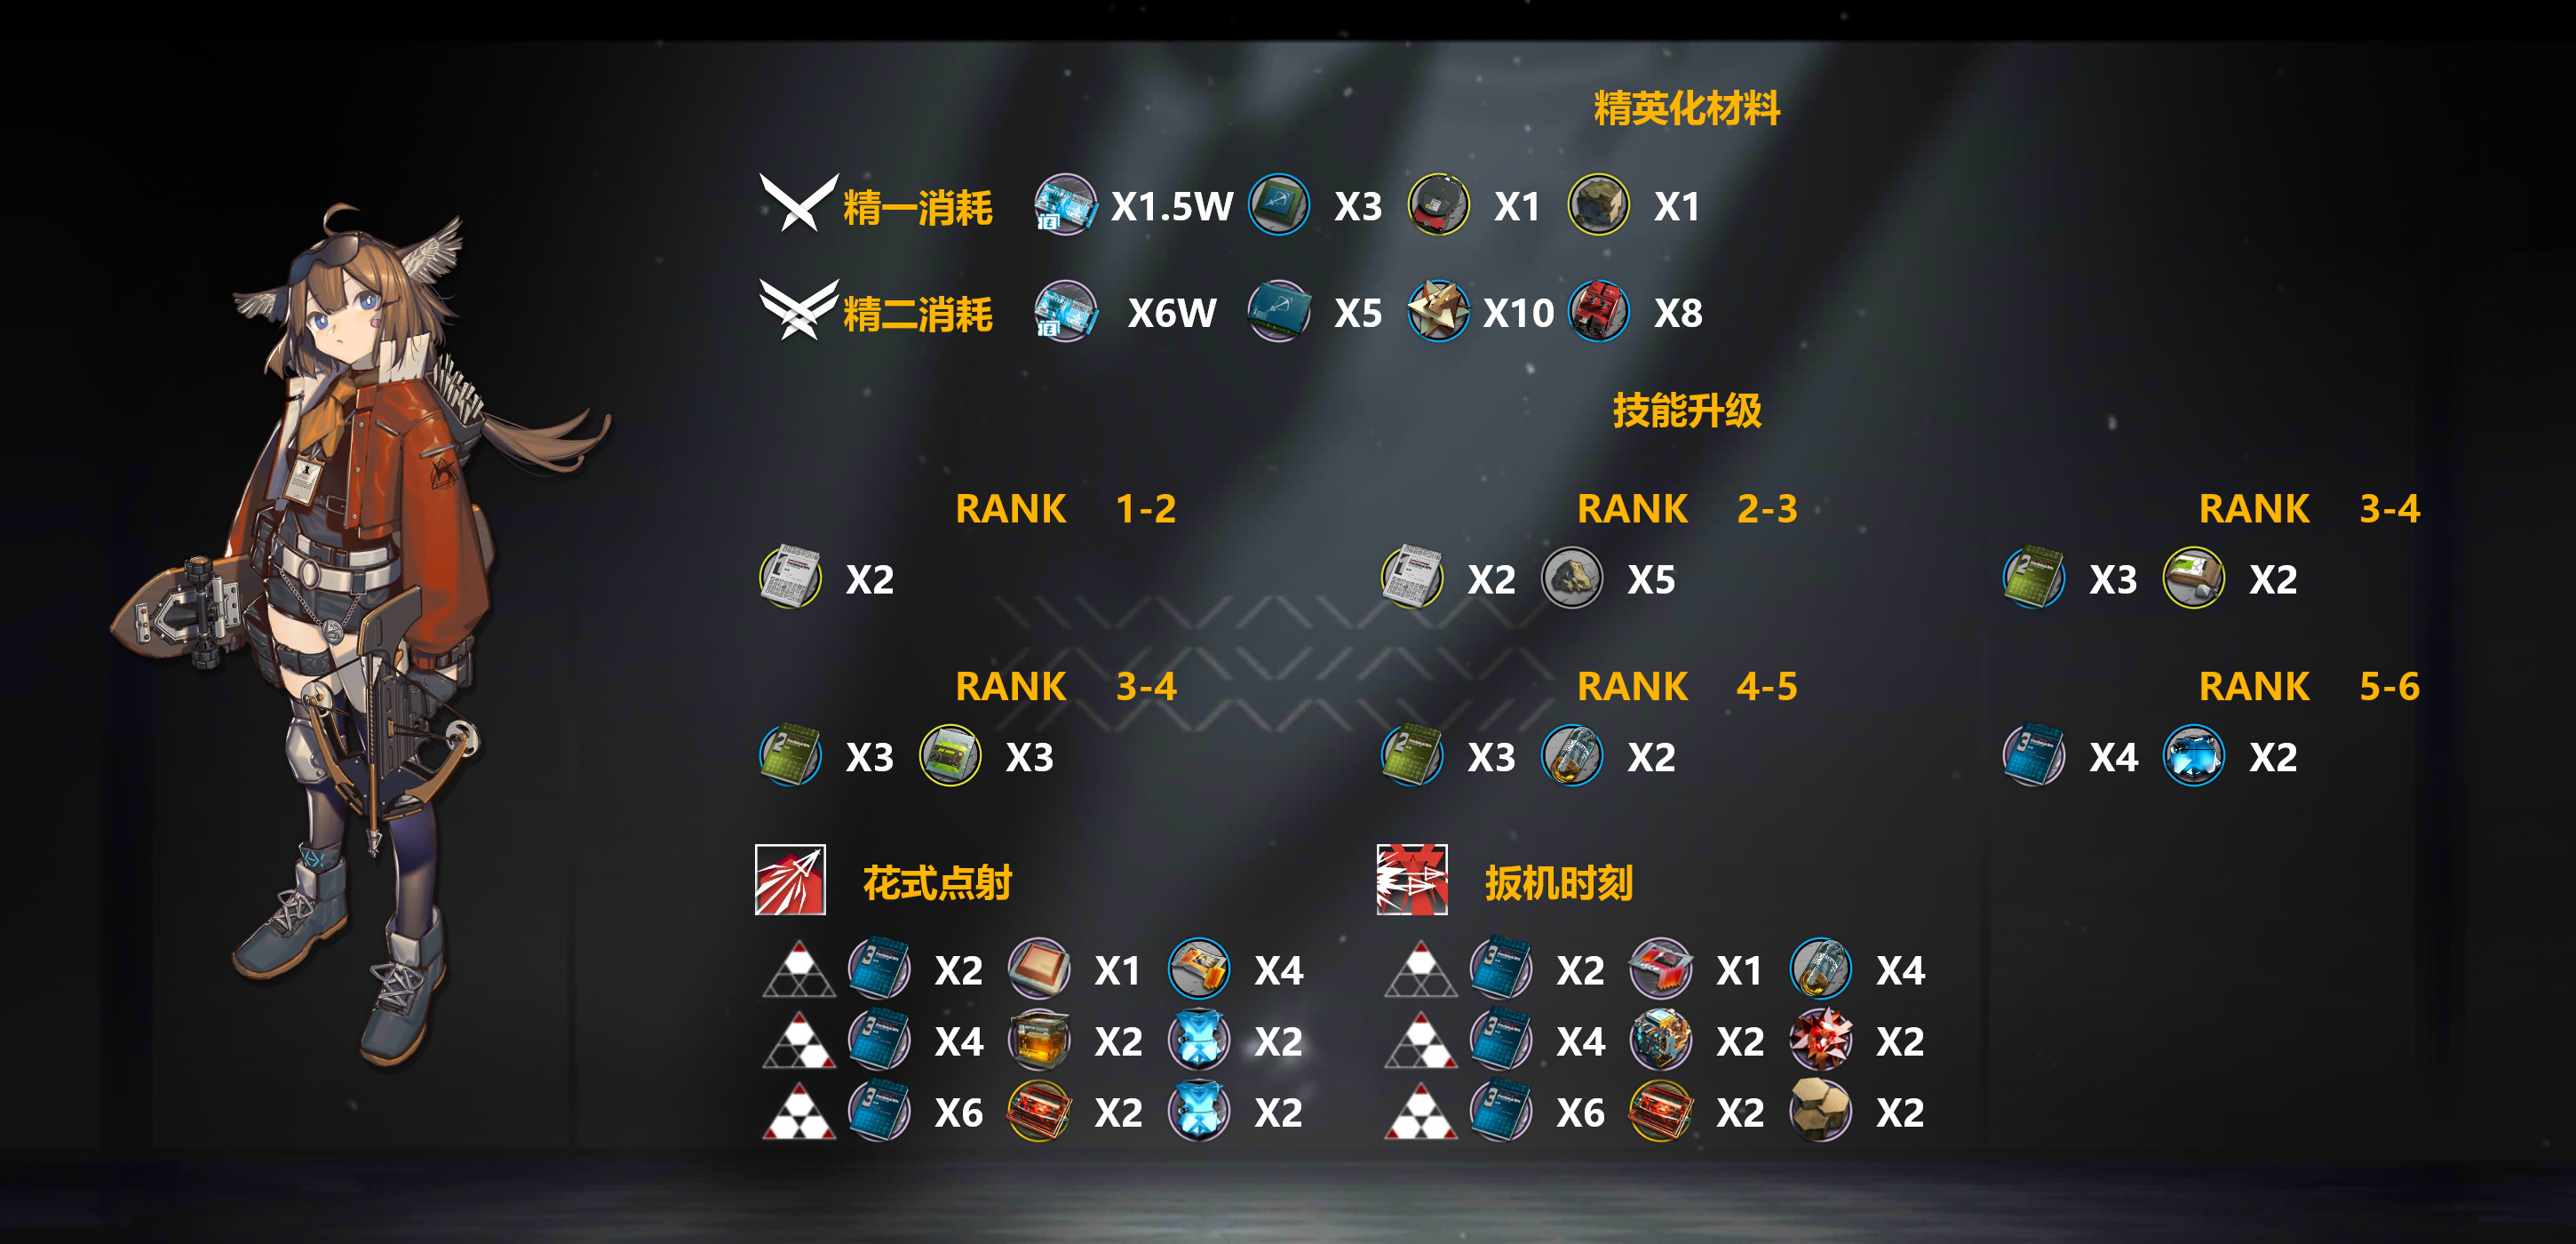 精英化材料
精一消耗 X1.5W X3 X1 X1
精二消耗 X6W X5 X10 X8
技能升级
RANK 1-2 RANK 2-3 RANK 3-4
X2 X2 X5 X3 X2
RANK 3-4 RANK 4-5 RANK 5-6
X3 X3 X3 X2 X4 X2
花式点射 扳机时刻
X2 X1 X4 X2 X1 X4
X4 X2 X2 X4 X2 X2
X6 X2 X2 X6 X2 X2